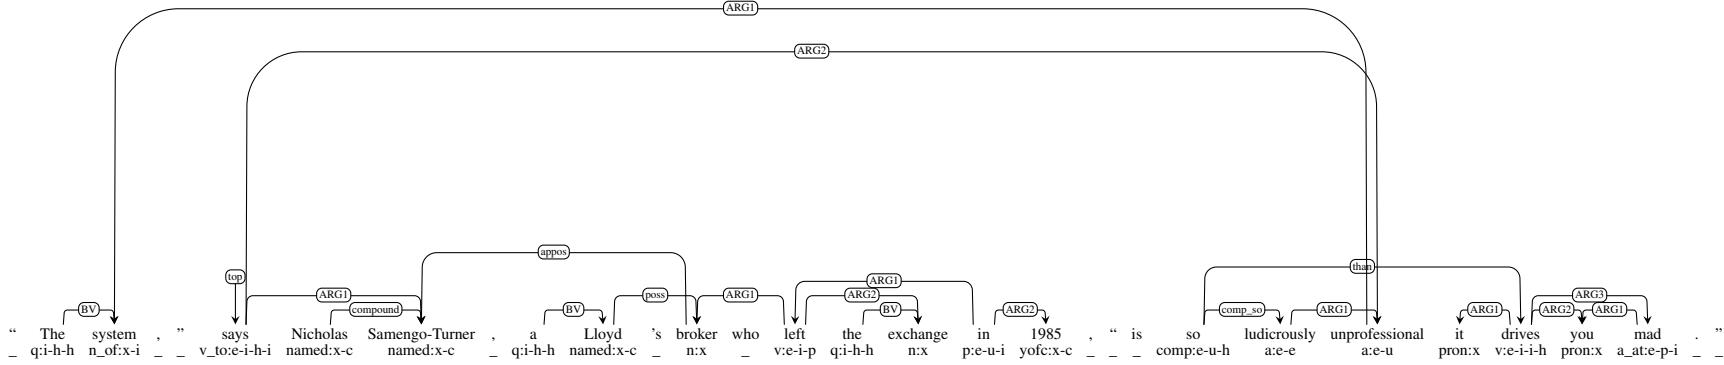 ARG1
ARG2
appos
than
top
ARG1
ARG1 poss ARG1 ARG2 ARG3
BV compound BV BV ARG2 comp_so ARG1 ARG1 ARG2 ARG1
“ The system , ” says Nicholas Samengo-Turner , a Lloyd 's broker who left the exchange in 1985 , “ is so ludicrously unprofessional it drives you mad . ”
_ q:i-h-h n_of:x-i _ _ v_to:e-i-h-i named:x-c named:x-c _ q:i-h-h named:x-c _ n:x _ v:e-i-p q:i-h-h n:x p:e-u-i yofc:x-c _ _ _ comp:e-u-h a:e-e a:e-u pron:x v:e-i-i-h pron:x a_at:e-p-i _ _